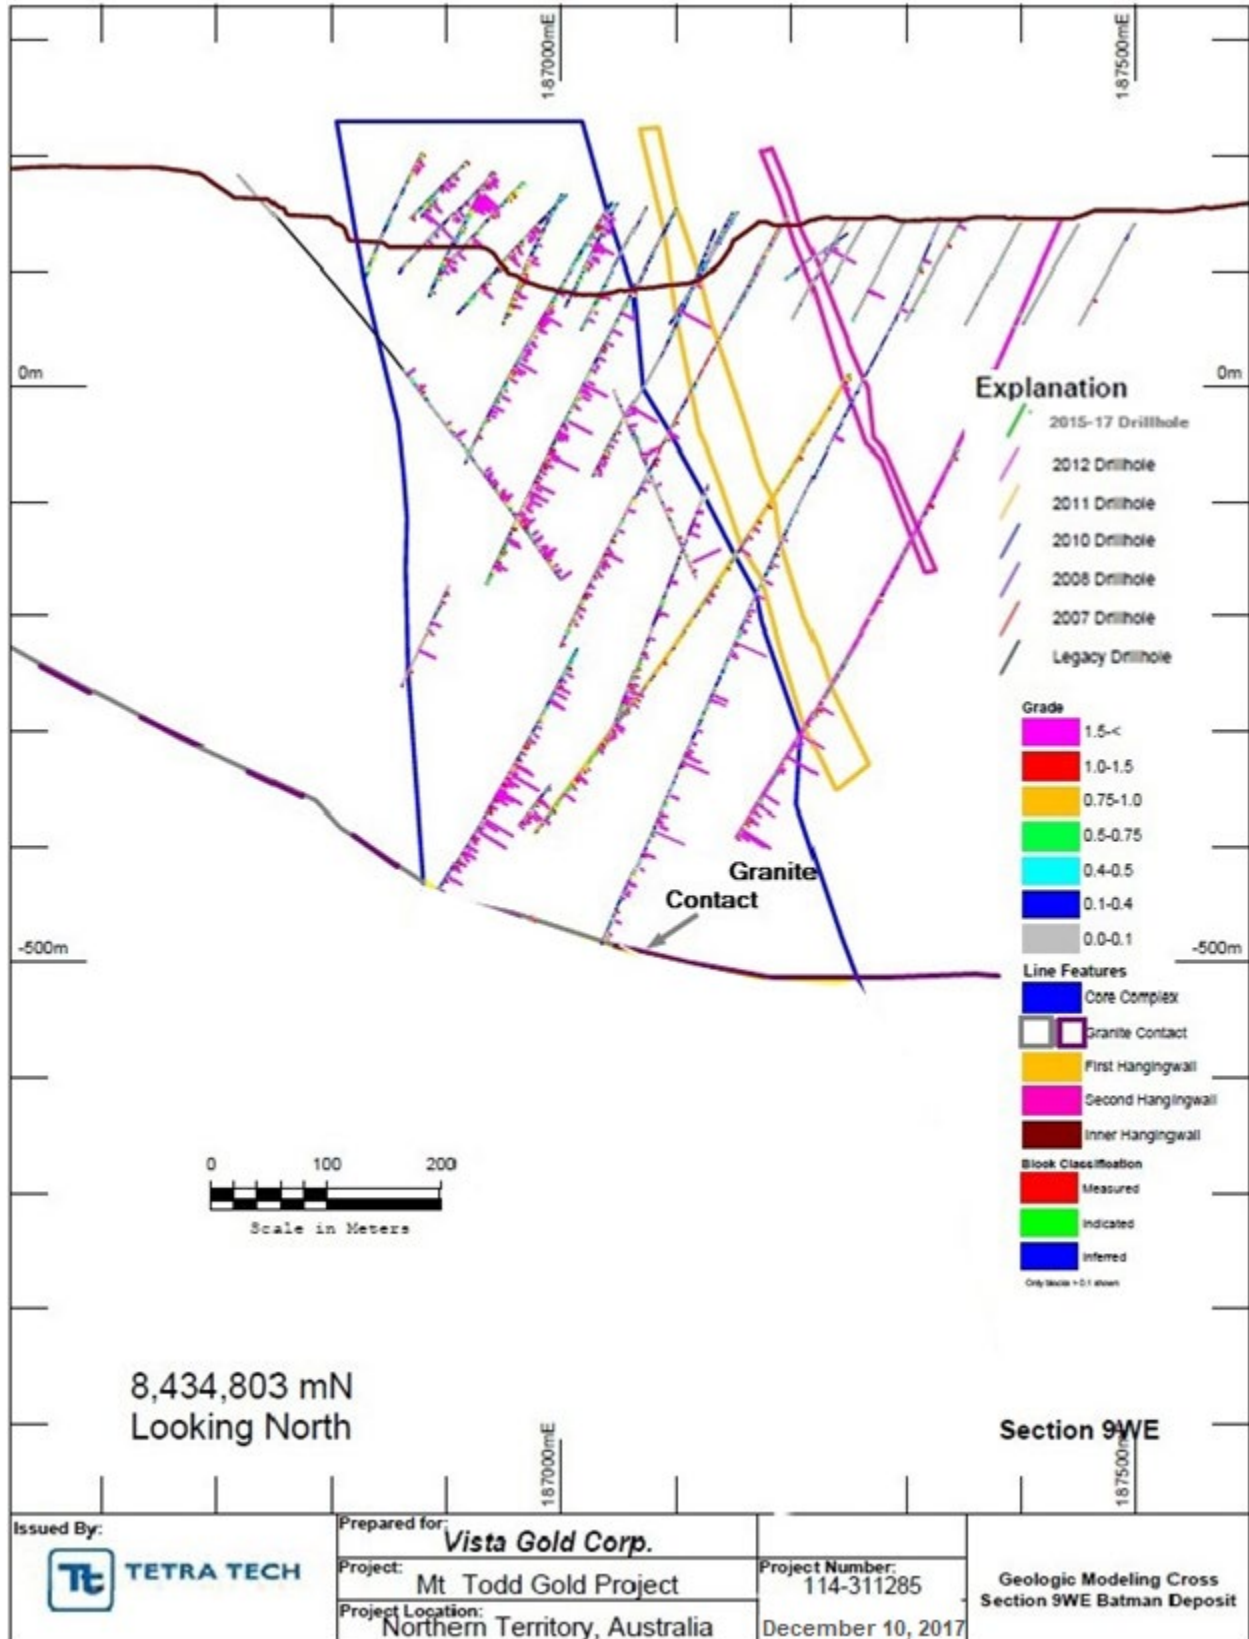 187000mE
187500mE
0m
0m
Explanation
2015-17 Drillhole
2012 Drillhole
2011 Drillhole
2010 Drillhole
2008 Drillhole
2007 Drillhole
Legacy Drillhole
Grade
1.5-<
1.0-1.5
0.75-1.0
0.5-0.75
0.4-0.5
0.1-0.4
0.0-0.1
Granite
Contact
-500m
-500m
Line Features
Core Complex
Granite Contact
First Hangingwall
Second Hangingwall
Inner Hangingwall
Block Classification
Measured
Indicated
Inferred
Only blocks > 0.1 shown
0 100 200
Scale in Meters
8,434,803 mN
Looking North
Section 9WE
187000mE
187500mE
Issued By:
TETRA TECH
Prepared for:
Vista Gold Corp.
Project:
Mt Todd Gold Project
Project Location:
Northern Territory, Australia
Project Number:
114-311285
December 10, 2017
Geologic Modeling Cross
Section 9WE Batman Deposit